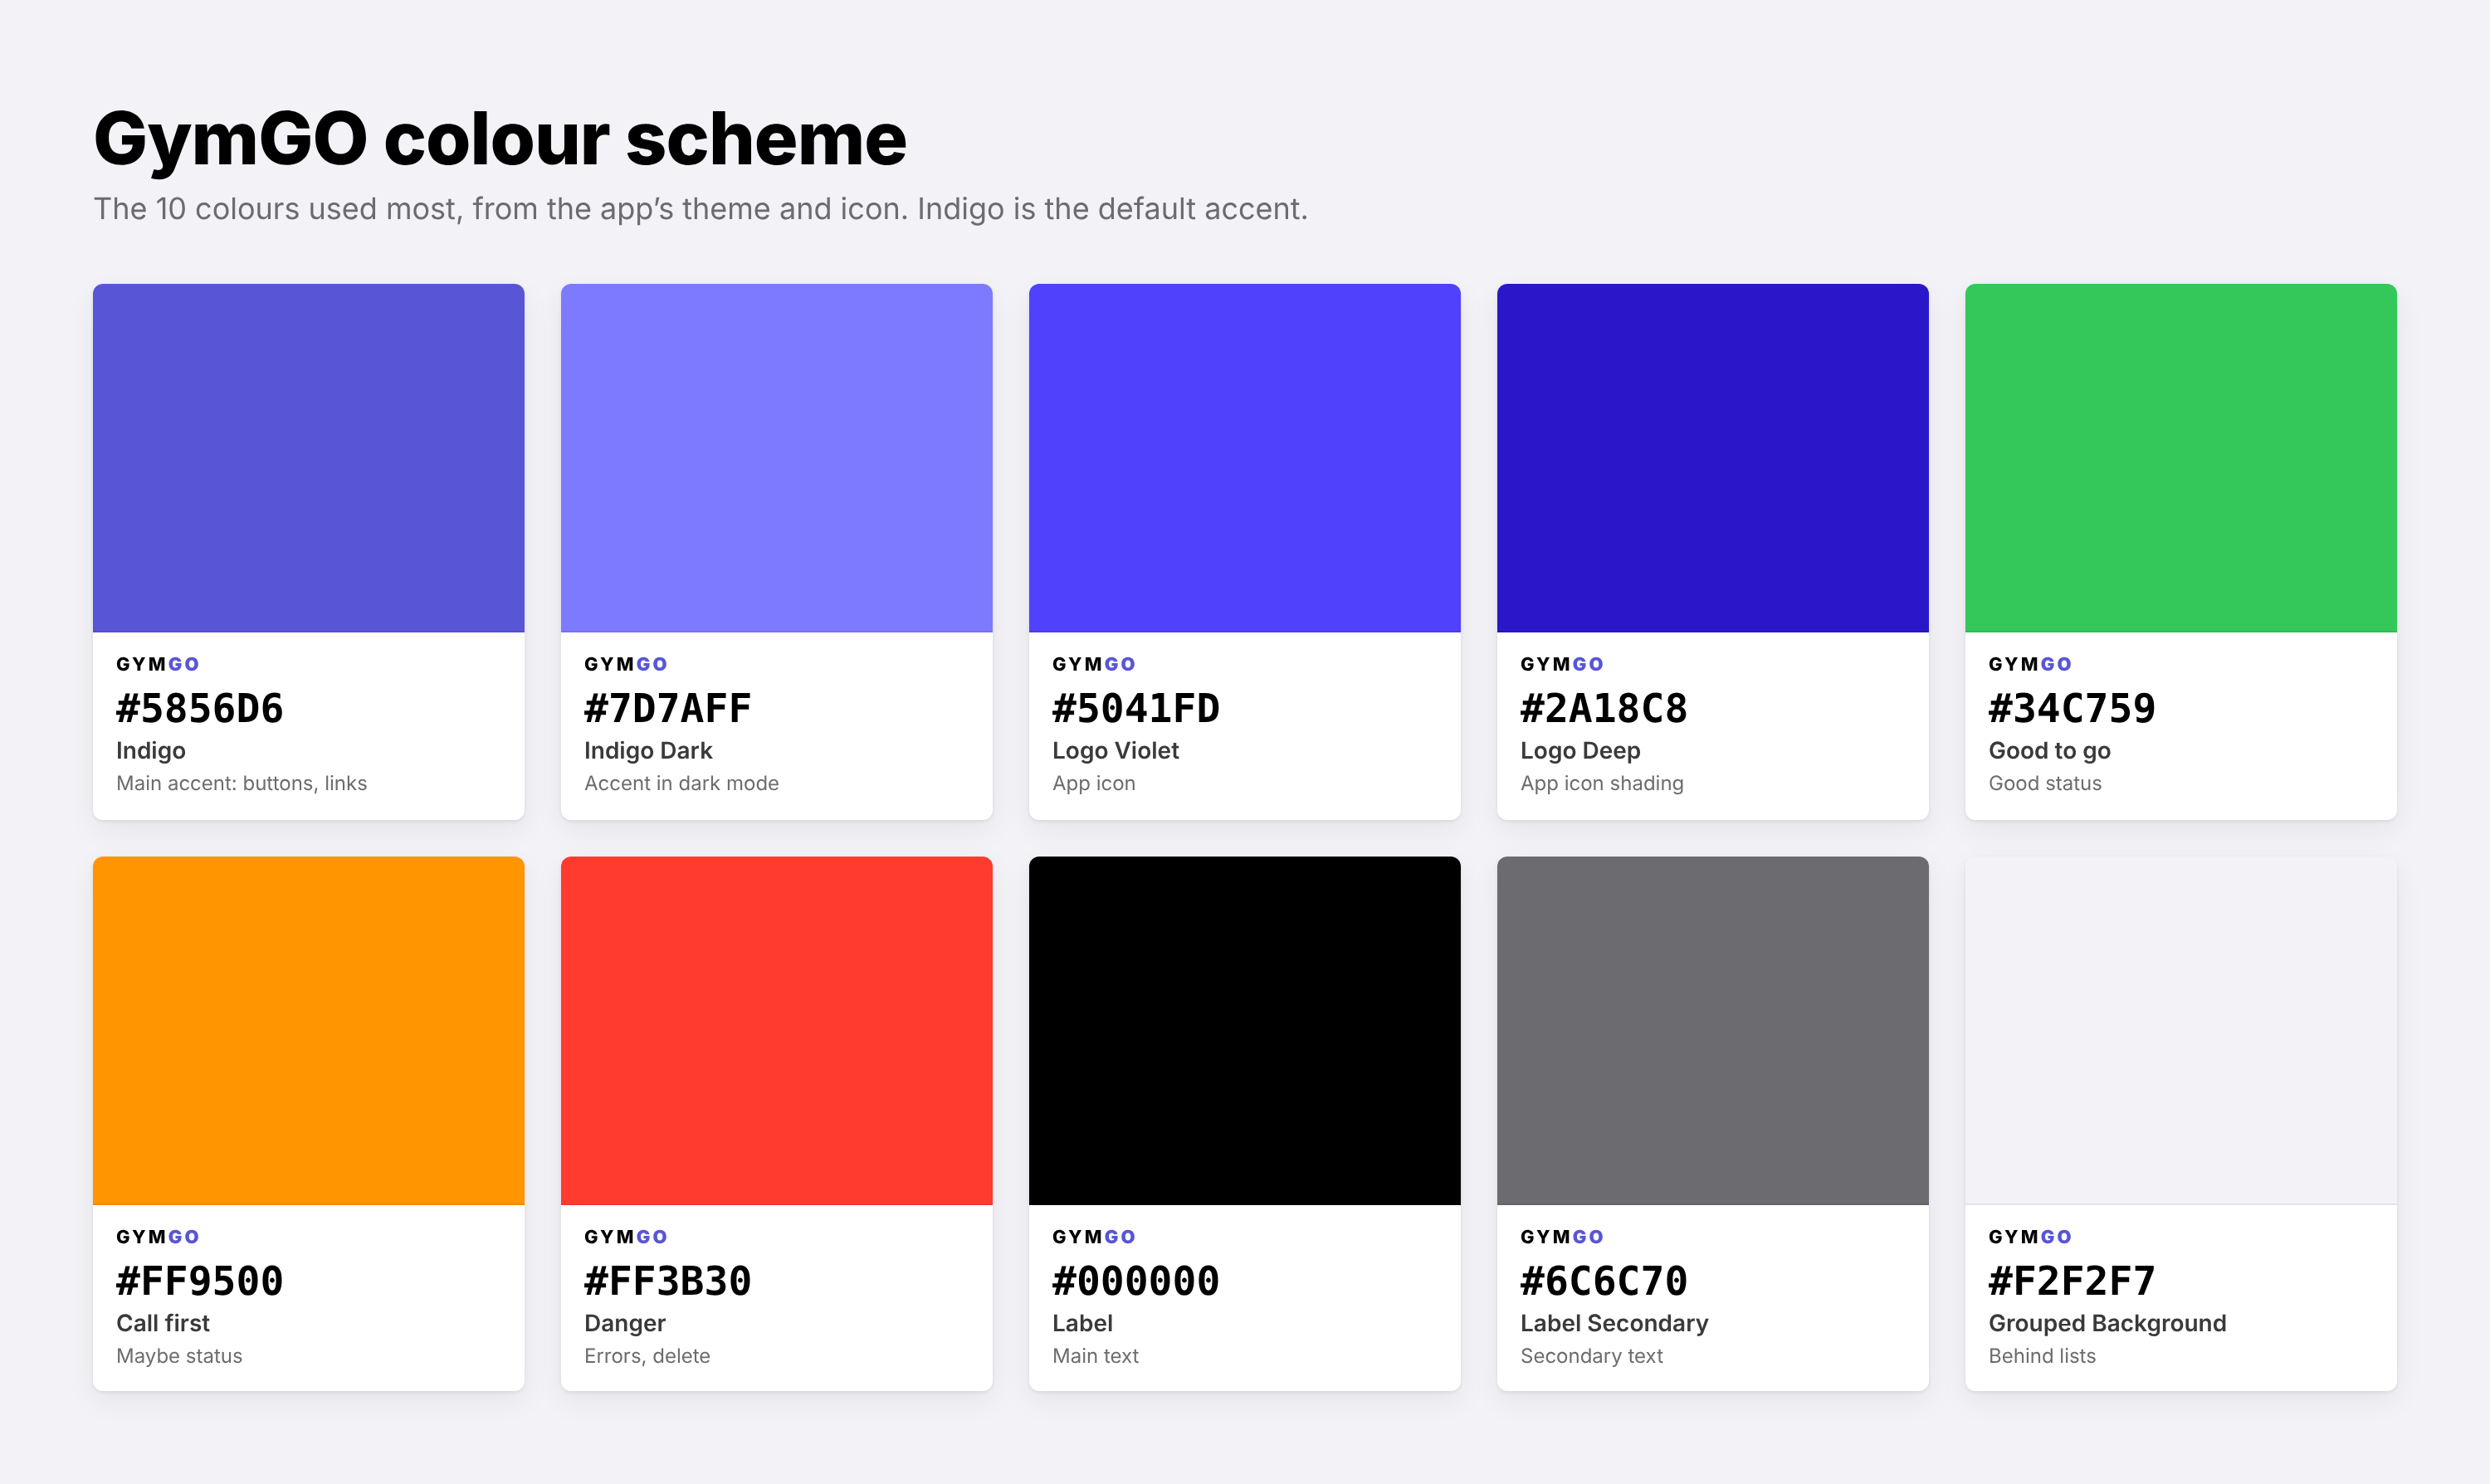 GymGO colour scheme
The 10 colours used most, from the app’s theme and icon. Indigo is the default accent.
GYMGO
#5856D6
Indigo
Main accent: buttons, links
GYMGO
#7D7AFF
Indigo Dark
Accent in dark mode
GYMGO
#5041FD
Logo Violet
App icon
GYMGO
#2A18C8
Logo Deep
App icon shading
GYMGO
#34C759
Good to go
Good status
GYMGO
#FF9500
Call first
Maybe status
GYMGO
#FF3B30
Danger
Errors, delete
GYMGO
#000000
Label
Main text
GYMGO
#6C6C70
Label Secondary
Secondary text
GYMGO
#F2F2F7
Grouped Background
Behind lists